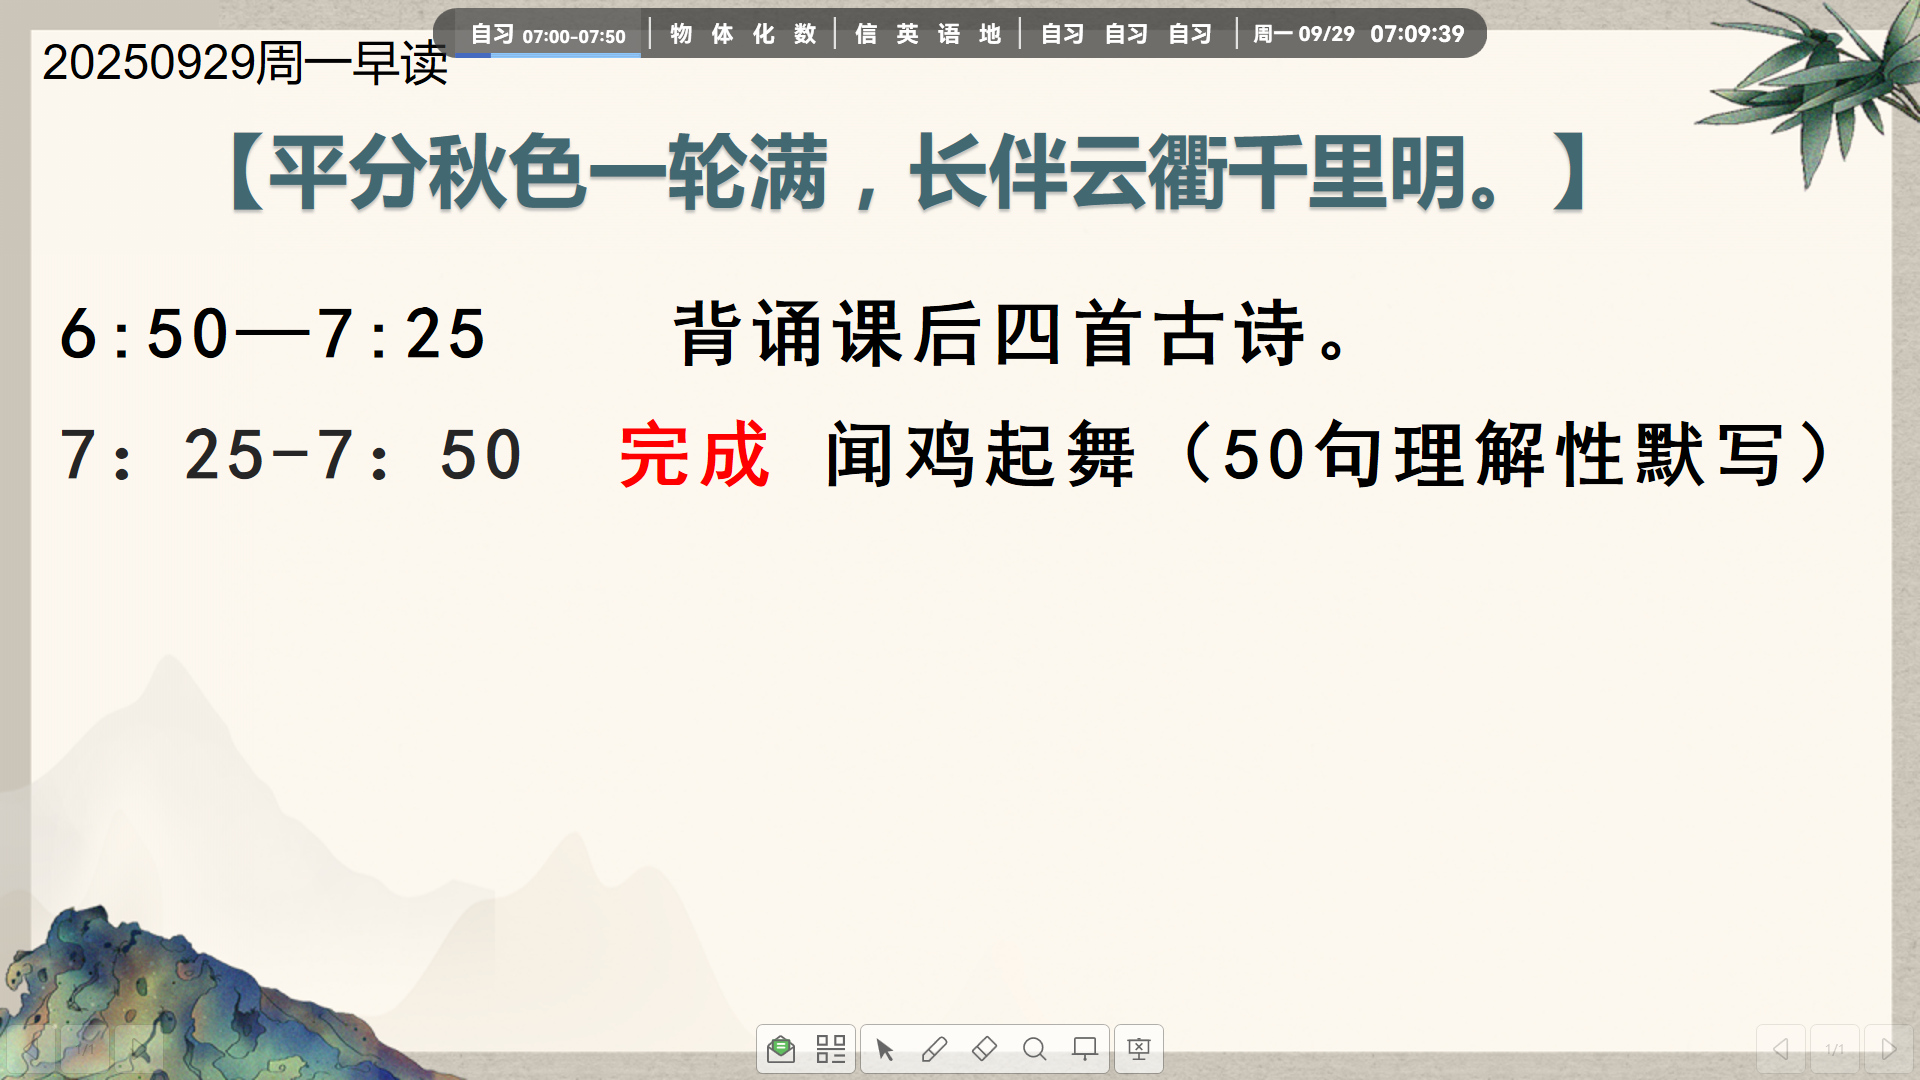 自习 07:00-07:50 物 体 化 数 信 英 语 地 自习 自习 自习 周一 09/29 07:09:39
20250929周一早读
【平分秋色一轮满，长伴云衢千里明。】
6:50—7:25 背诵课后四首古诗。
7：25-7：50 完成 闻鸡起舞（50句理解性默写）
1/1 1/1